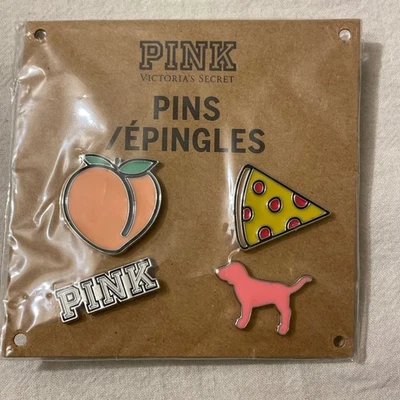 PINK
VICTORIA'S SECRET
PINS
/ÉPINGLES
PINK